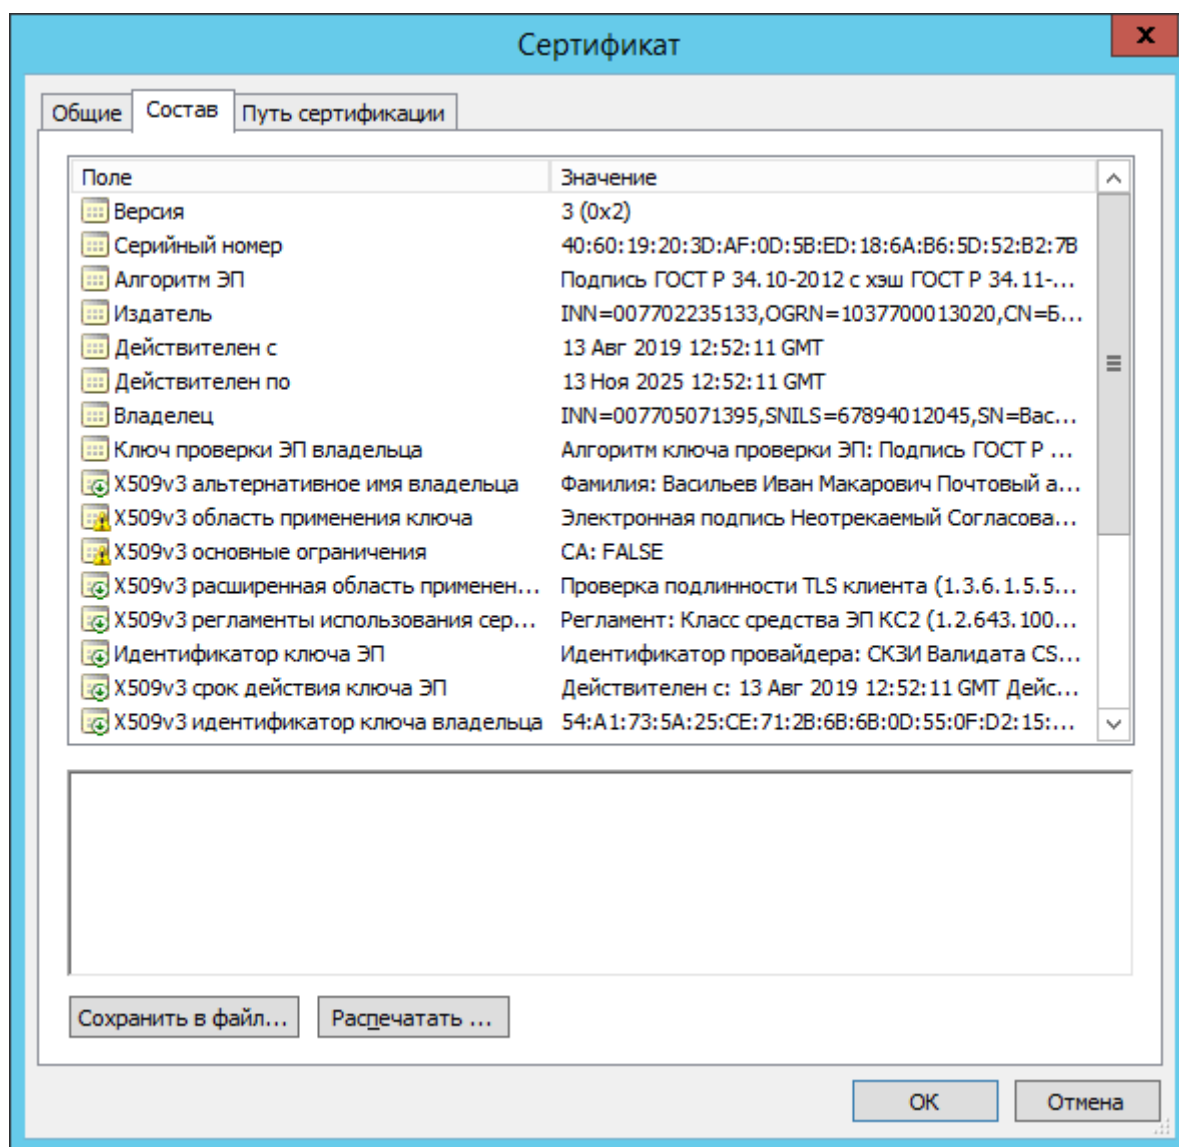 Сертификат
x
Общие Состав Путь сертификации
Поле Значение
Версия 3 (0x2)
Серийный номер 40:60:19:20:3D:AF:0D:5B:ED:18:6A:B6:5D:52:B2:7B
Алгоритм ЭП Подпись ГОСТ Р 34.10-2012 с хэш ГОСТ Р 34.11-...
Издатель INN=007702235133,OGRN=1037700013020,CN=Б...
Действителен с 13 Авг 2019 12:52:11 GMT
Действителен по 13 Ноя 2025 12:52:11 GMT
Владелец INN=007705071395,SNILS=67894012045,SN=Вас...
Ключ проверки ЭП владельца Алгоритм ключа проверки ЭП: Подпись ГОСТ Р ...
X509v3 альтернативное имя владельца Фамилия: Васильев Иван Макарович Почтовый а...
X509v3 область применения ключа Электронная подпись Неотрекаемый Согласова...
X509v3 основные ограничения CA: FALSE
X509v3 расширенная область применен... Проверка подлинности TLS клиента (1.3.6.1.5.5...
X509v3 регламенты использования сер... Регламент: Класс средства ЭП КС2 (1.2.643.100...
Идентификатор ключа ЭП Идентификатор провайдера: СКЗИ Валидата CS...
X509v3 срок действия ключа ЭП Действителен с: 13 Авг 2019 12:52:11 GMT Дейс...
X509v3 идентификатор ключа владельца 54:A1:73:5A:25:CE:71:2B:6B:6B:0D:55:0F:D2:15:...
Сохранить в файл... Распечатать ...
ОК Отмена